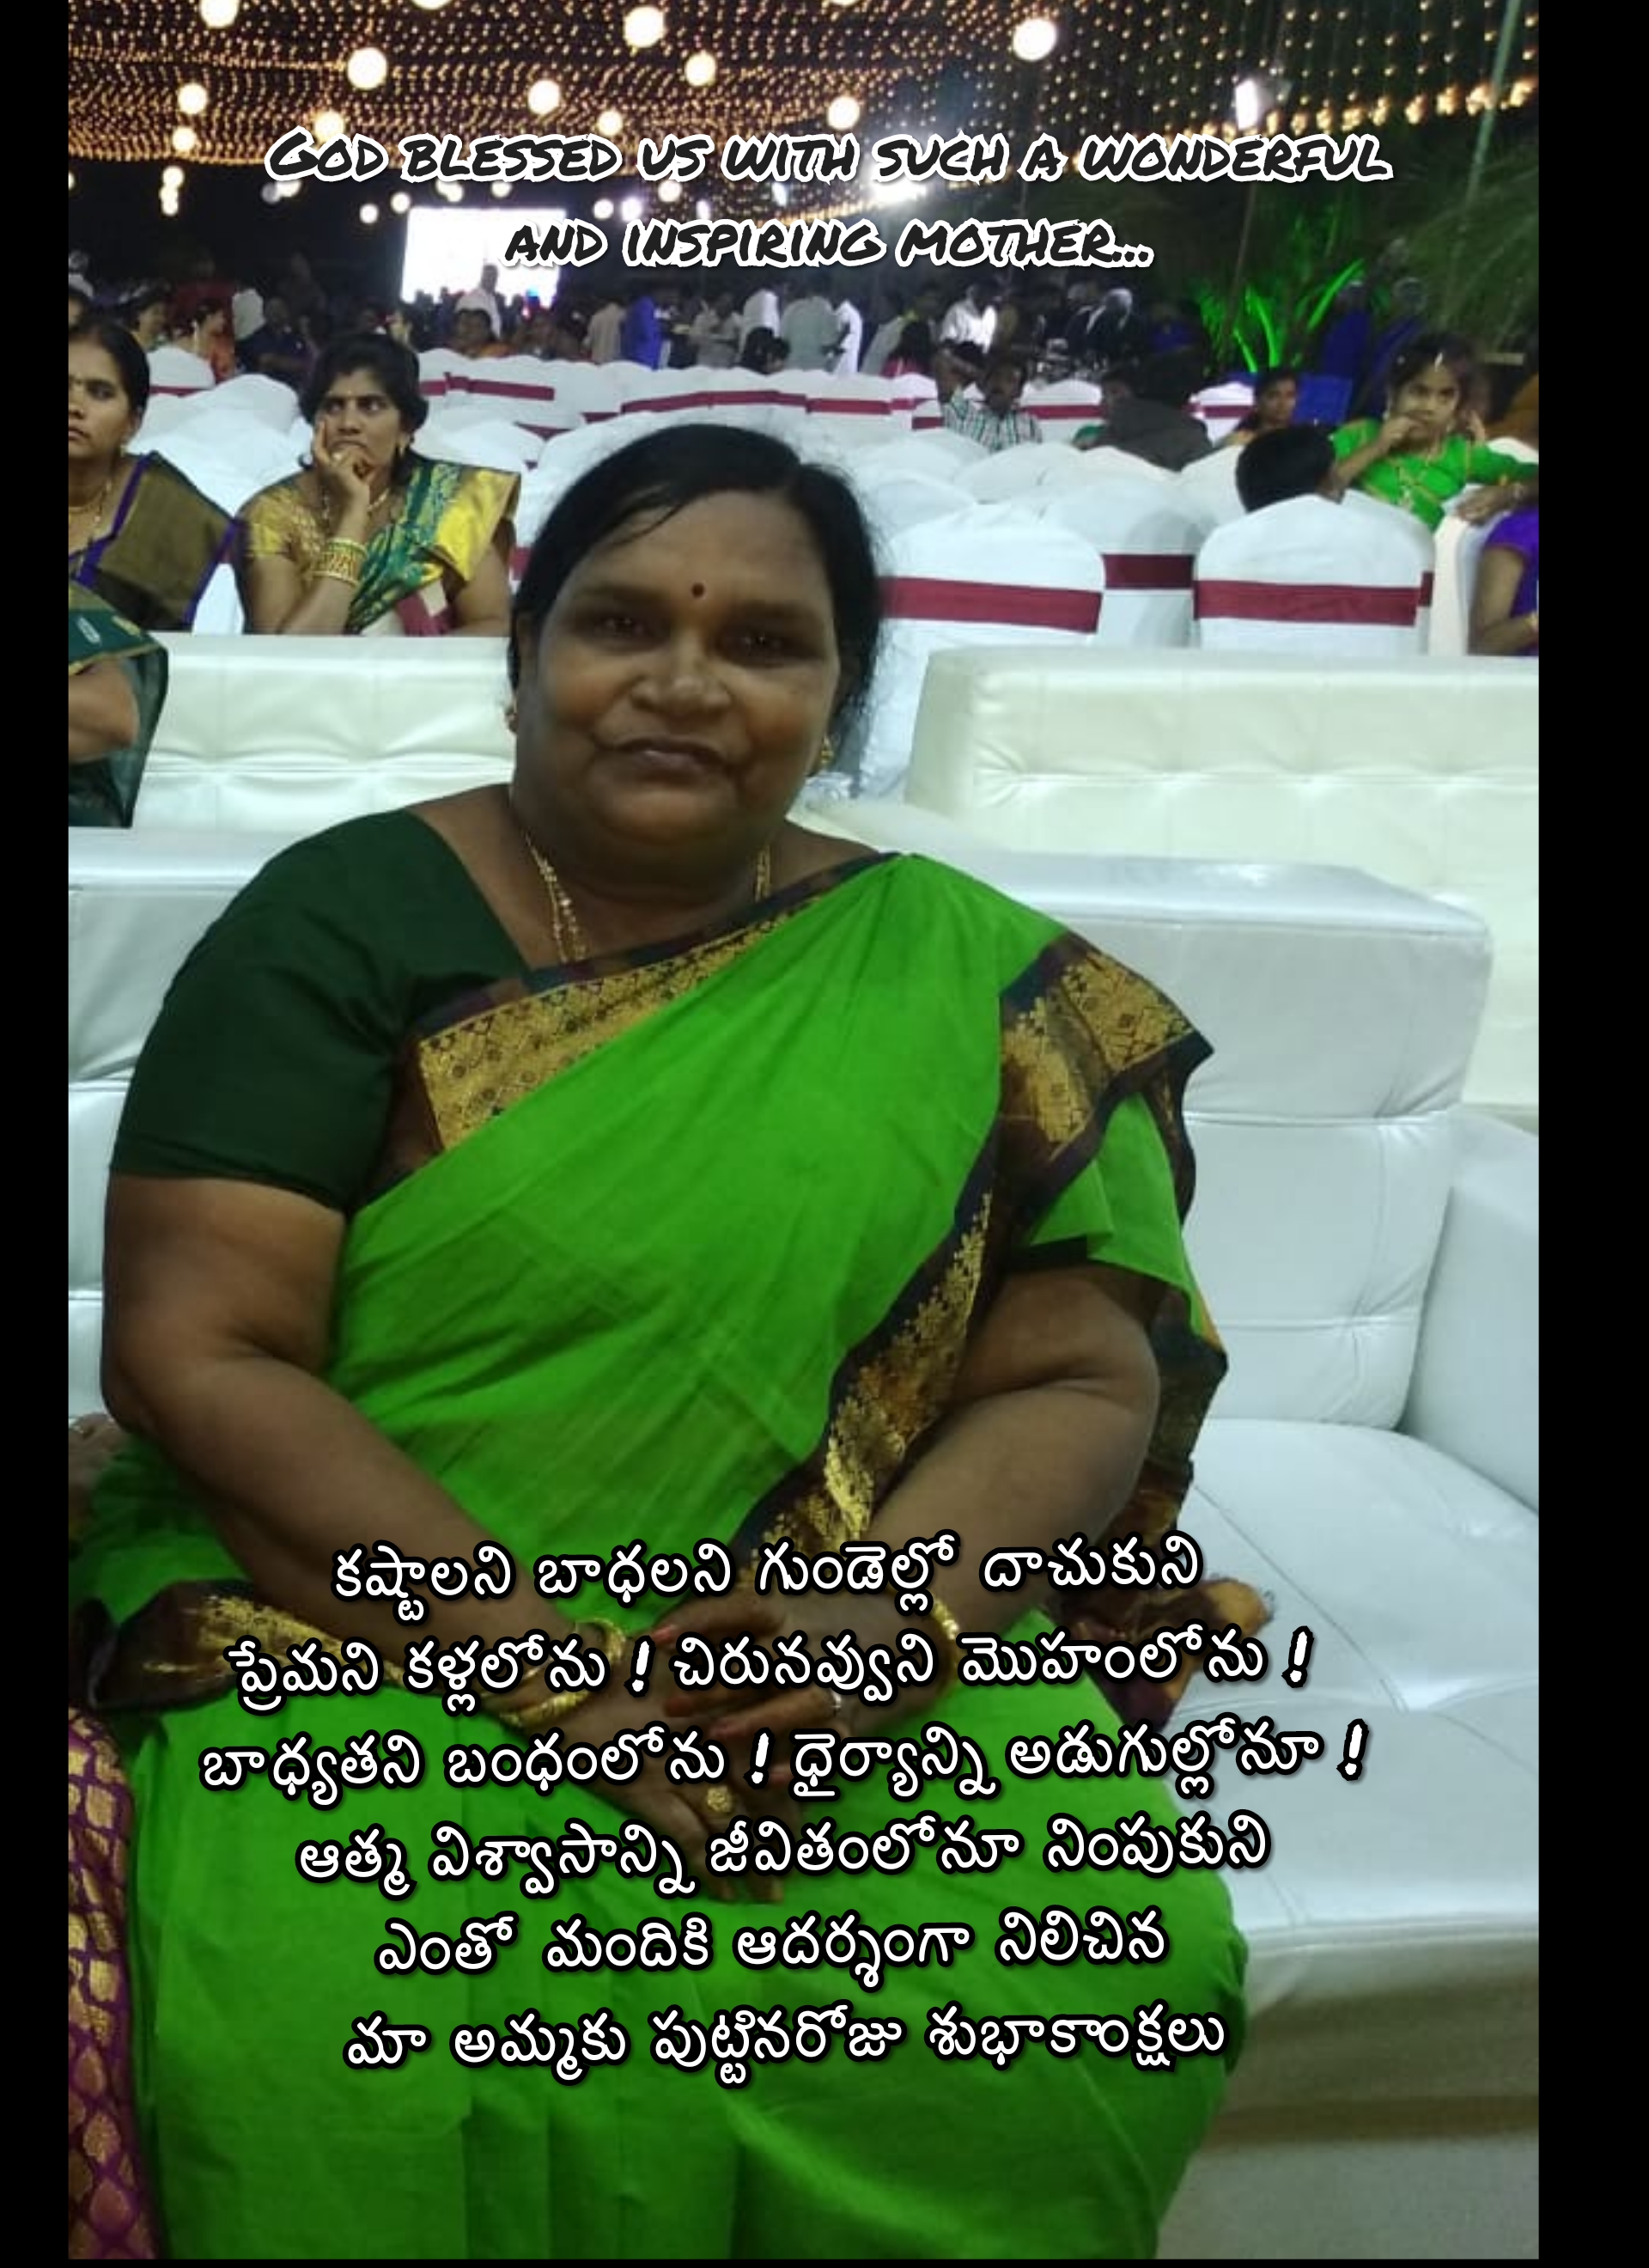 God blessed us with such a wonderful
and inspiring mother...
కష్టాలని బాధలని గుండెల్లో దాచుకుని
ప్రేమని కళ్లలోను ! చిరునవ్వుని మొహంలోను !
బాధ్యతని బంధంలోను ! ధైర్యాన్ని అడుగుల్లోనూ !
ఆత్మ విశ్వాసాన్ని జీవితంలోనూ నింపుకుని
ఎంతో మందికి ఆదర్శంగా నిలిచిన
మా అమ్మకు పుట్టినరోజు శుభాకాంక్షలు